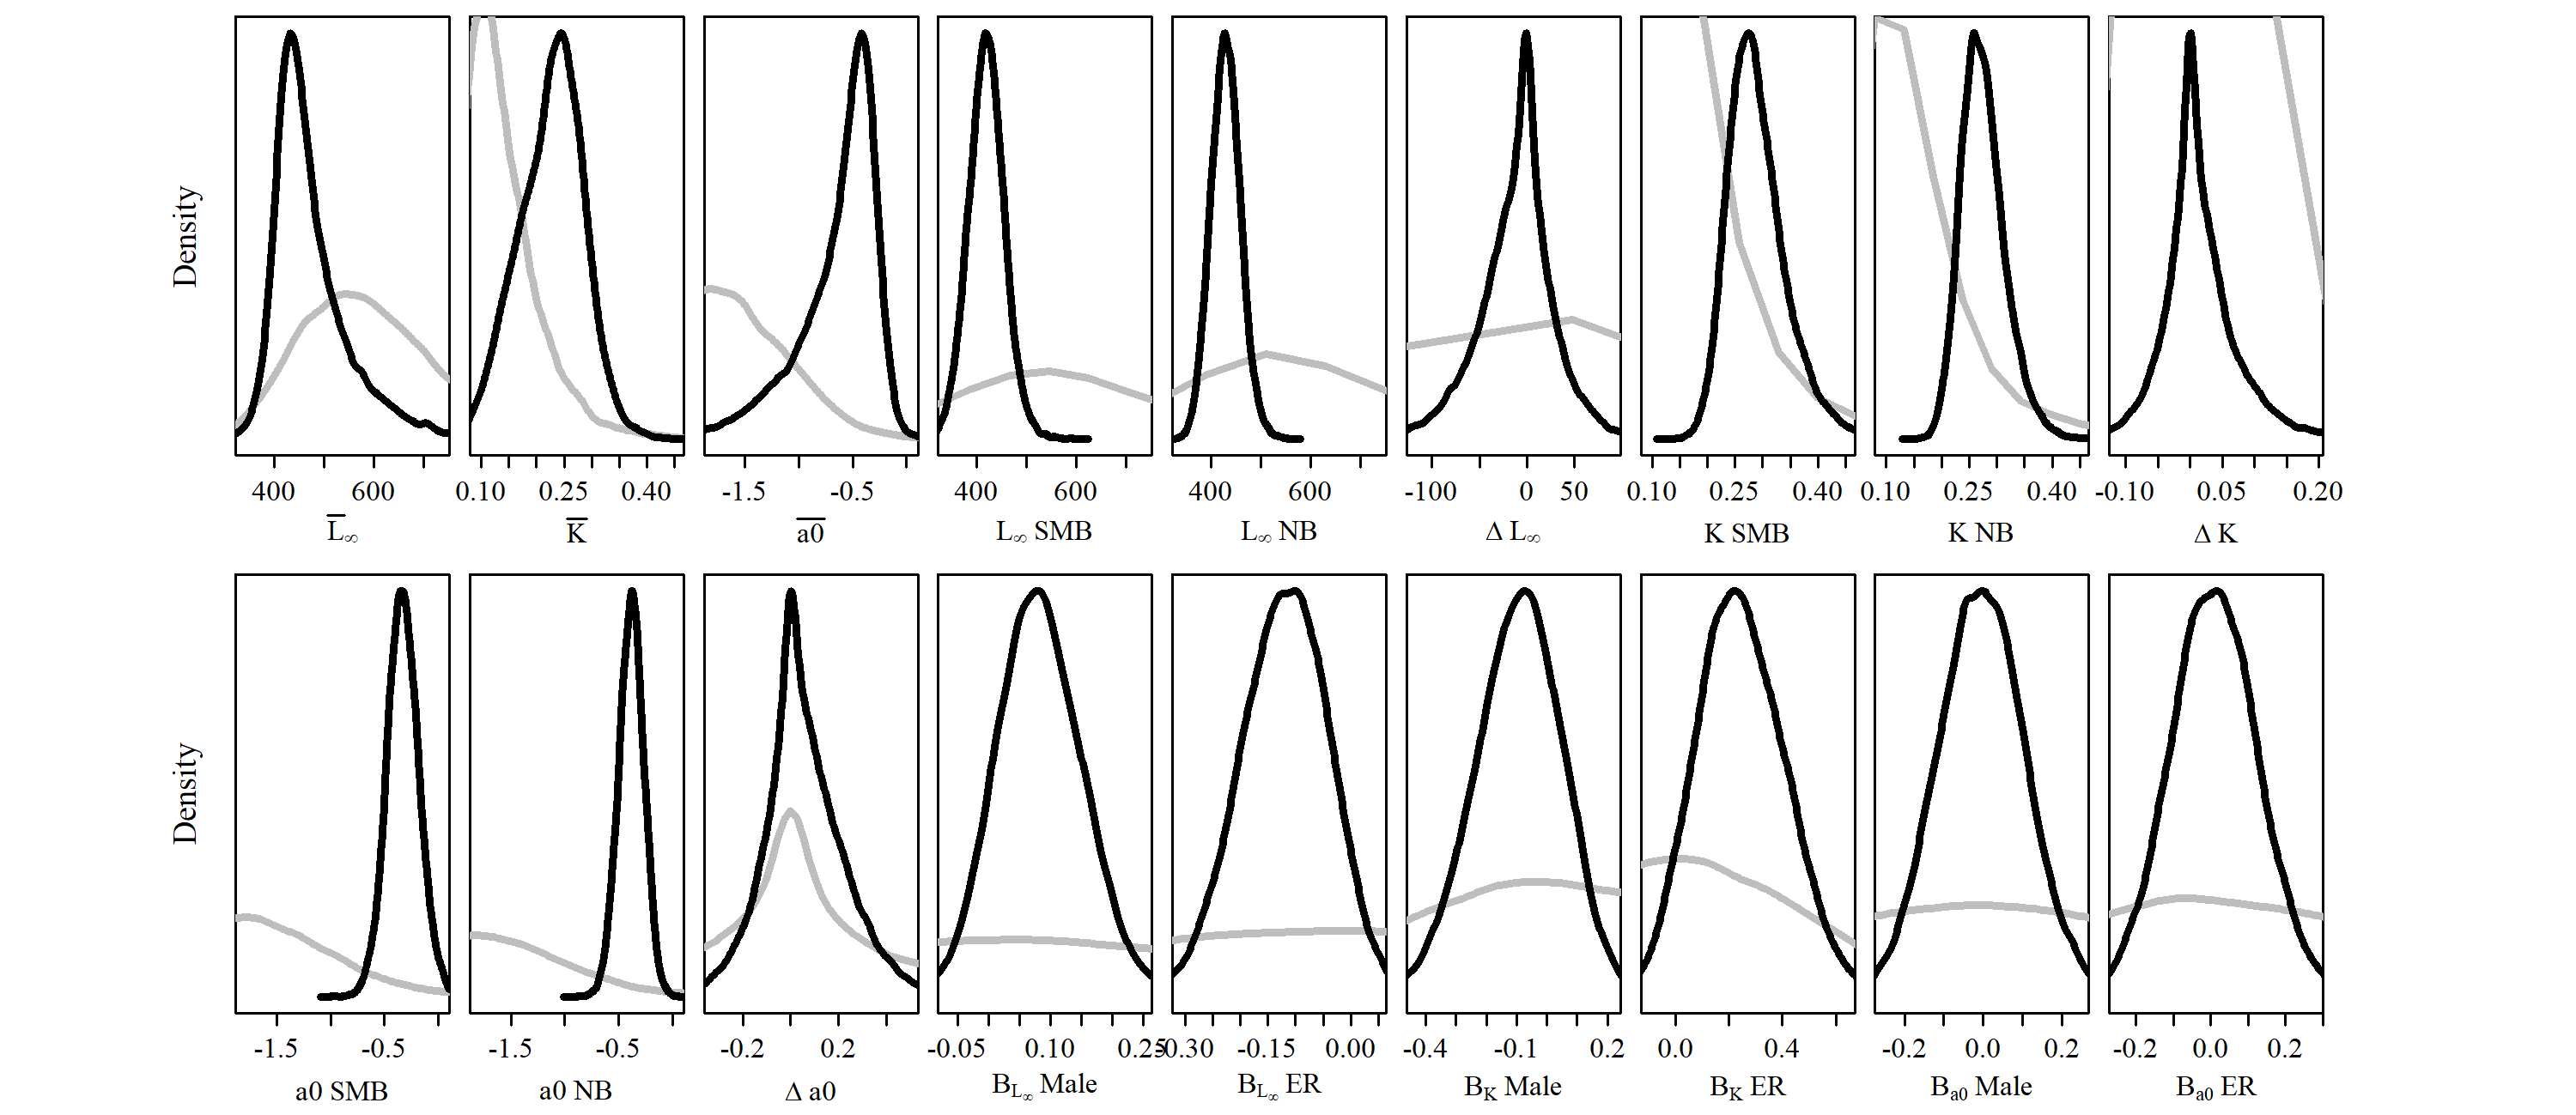 Density
400 600 0.10 0.25 0.40 -1.5 -0.5 400 600 400 600 -100 0 50 0.10 0.25 0.40 0.10 0.25 0.40 -0.10 0.05 0.20
L̅∞ K̅ a0̅ L∞ SMB L∞ NB Δ L∞ K SMB K NB Δ K
Density
-1.5 -0.5 -1.5 -0.5 -0.2 0.2 -0.05 0.10 0.25 -0.30 -0.15 0.00 -0.4 -0.1 0.2 0.0 0.4 -0.2 0.0 0.2 -0.2 0.0 0.2
a0 SMB a0 NB Δ a0 BL∞ Male BL∞ ER BK Male BK ER Ba0 Male Ba0 ER